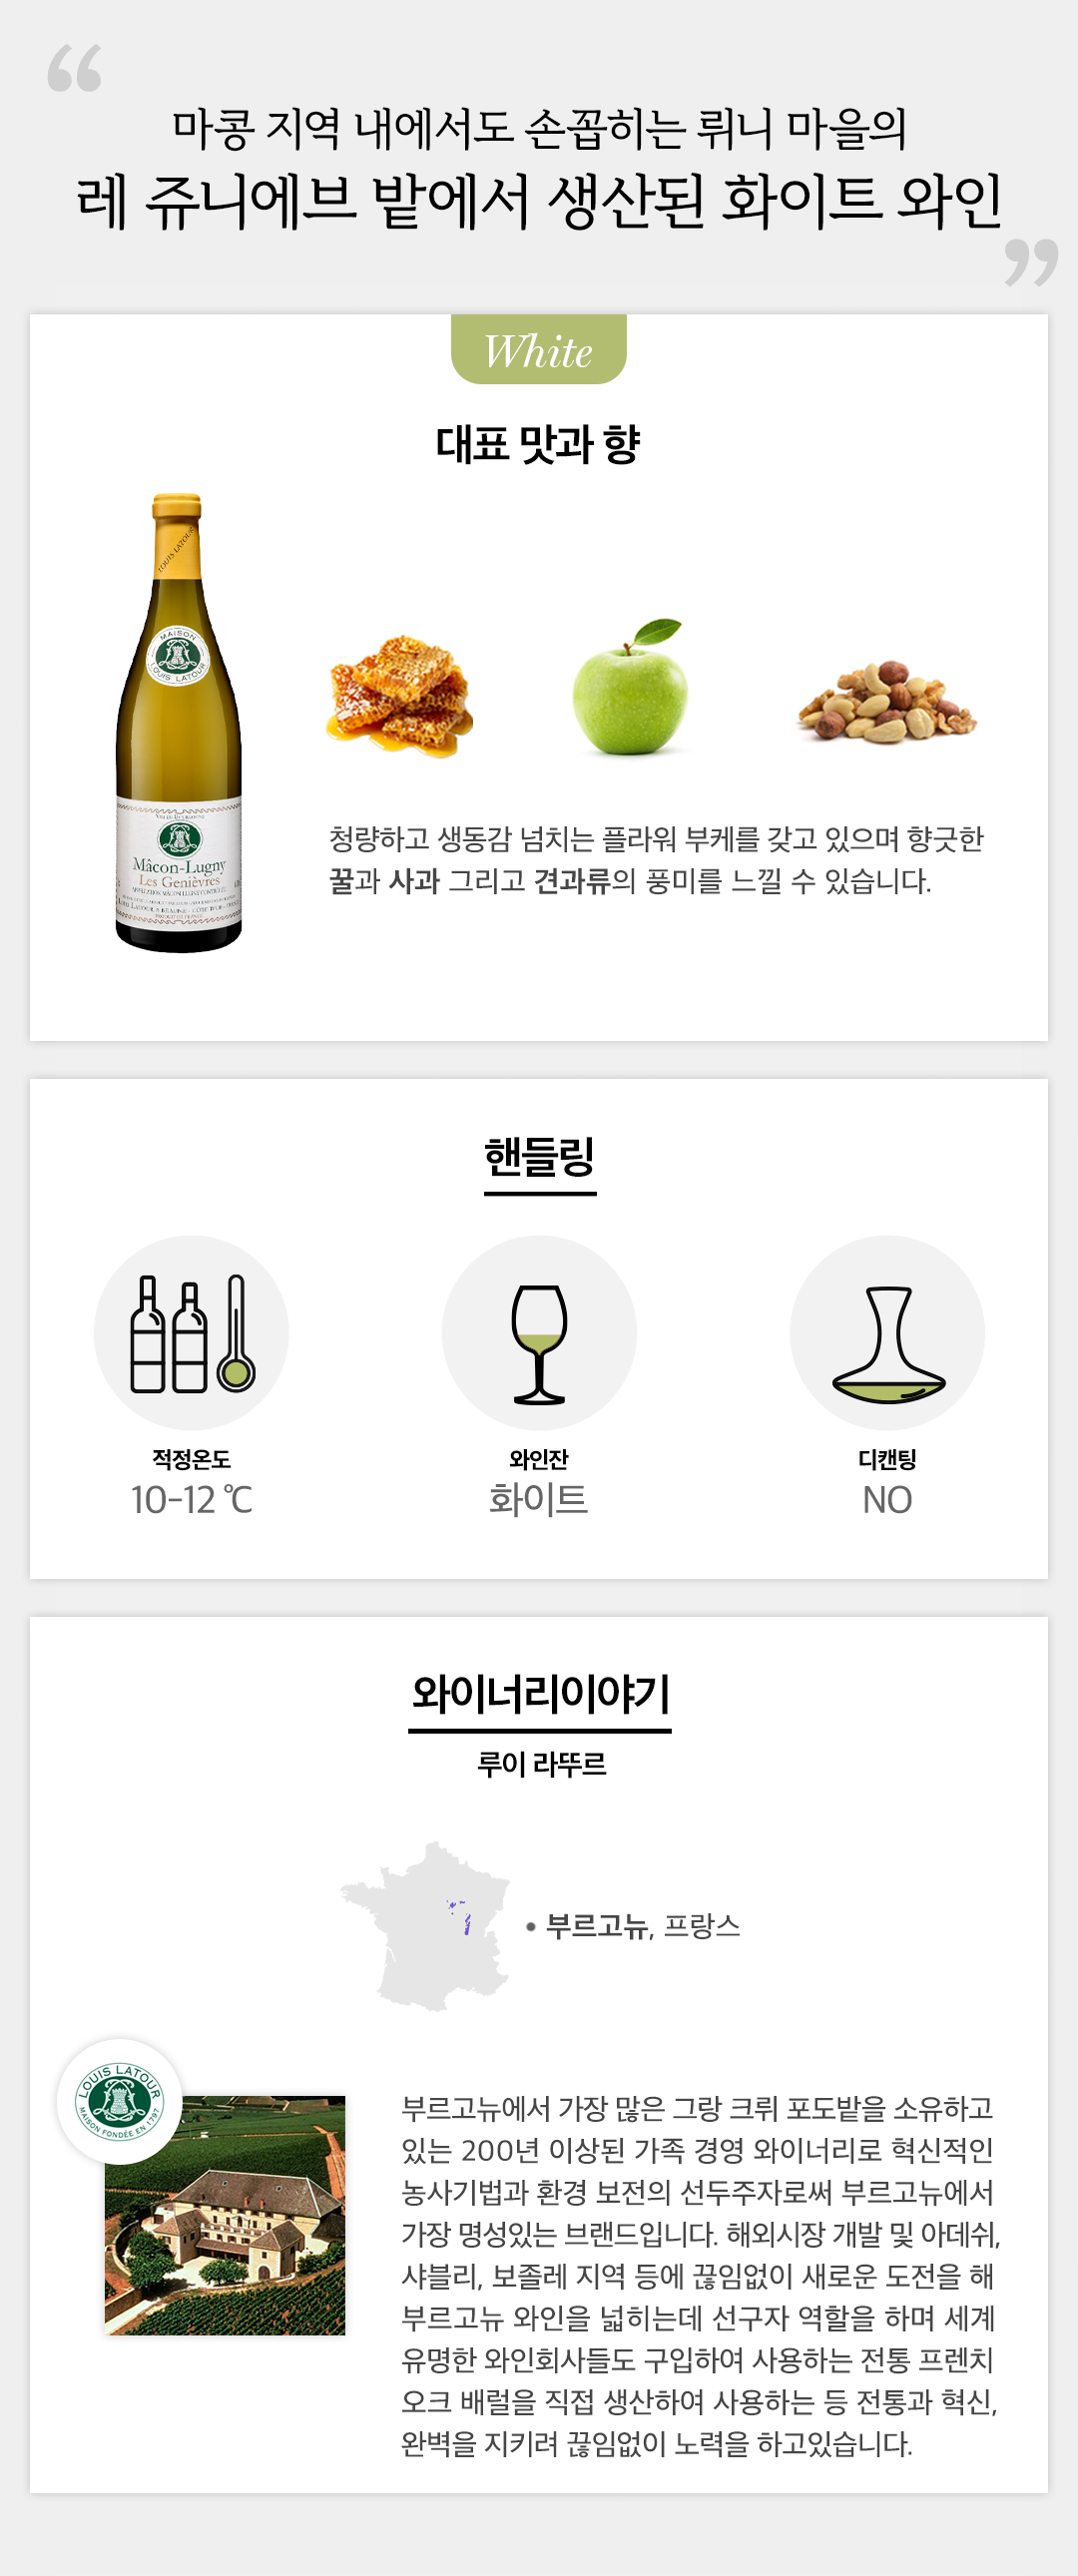 “
마콩 지역 내에서도 손꼽히는 뤼니 마을의
레 쥬니에브 밭에서 생산된 화이트 와인
”
White
대표 맛과 향
LOUIS LATOUR
MAISON
LOUIS LATOUR
Mâcon-Lugny
Les Genièvres
청량하고 생동감 넘치는 플라워 부케를 갖고 있으며 향긋한
꿀과 사과 그리고 견과류의 풍미를 느낄 수 있습니다.
핸들링
적정온도
10-12 ℃
와인잔
화이트
디캔팅
NO
와이너리이야기
루이 라뚜르
• 부르고뉴, 프랑스
LOUIS LATOUR
MAISON FONDÉE EN 1797
부르고뉴에서 가장 많은 그랑 크뤼 포도밭을 소유하고
있는 200년 이상된 가족 경영 와이너리로 혁신적인
농사기법과 환경 보전의 선두주자로써 부르고뉴에서
가장 명성있는 브랜드입니다. 해외시장 개발 및 아데쉬,
샤블리, 보졸레 지역 등에 끊임없이 새로운 도전을 해
부르고뉴 와인을 넓히는데 선구자 역할을 하며 세계
유명한 와인회사들도 구입하여 사용하는 전통 프렌치
오크 배럴을 직접 생산하여 사용하는 등 전통과 혁신,
완벽을 지키려 끊임없이 노력을 하고있습니다.